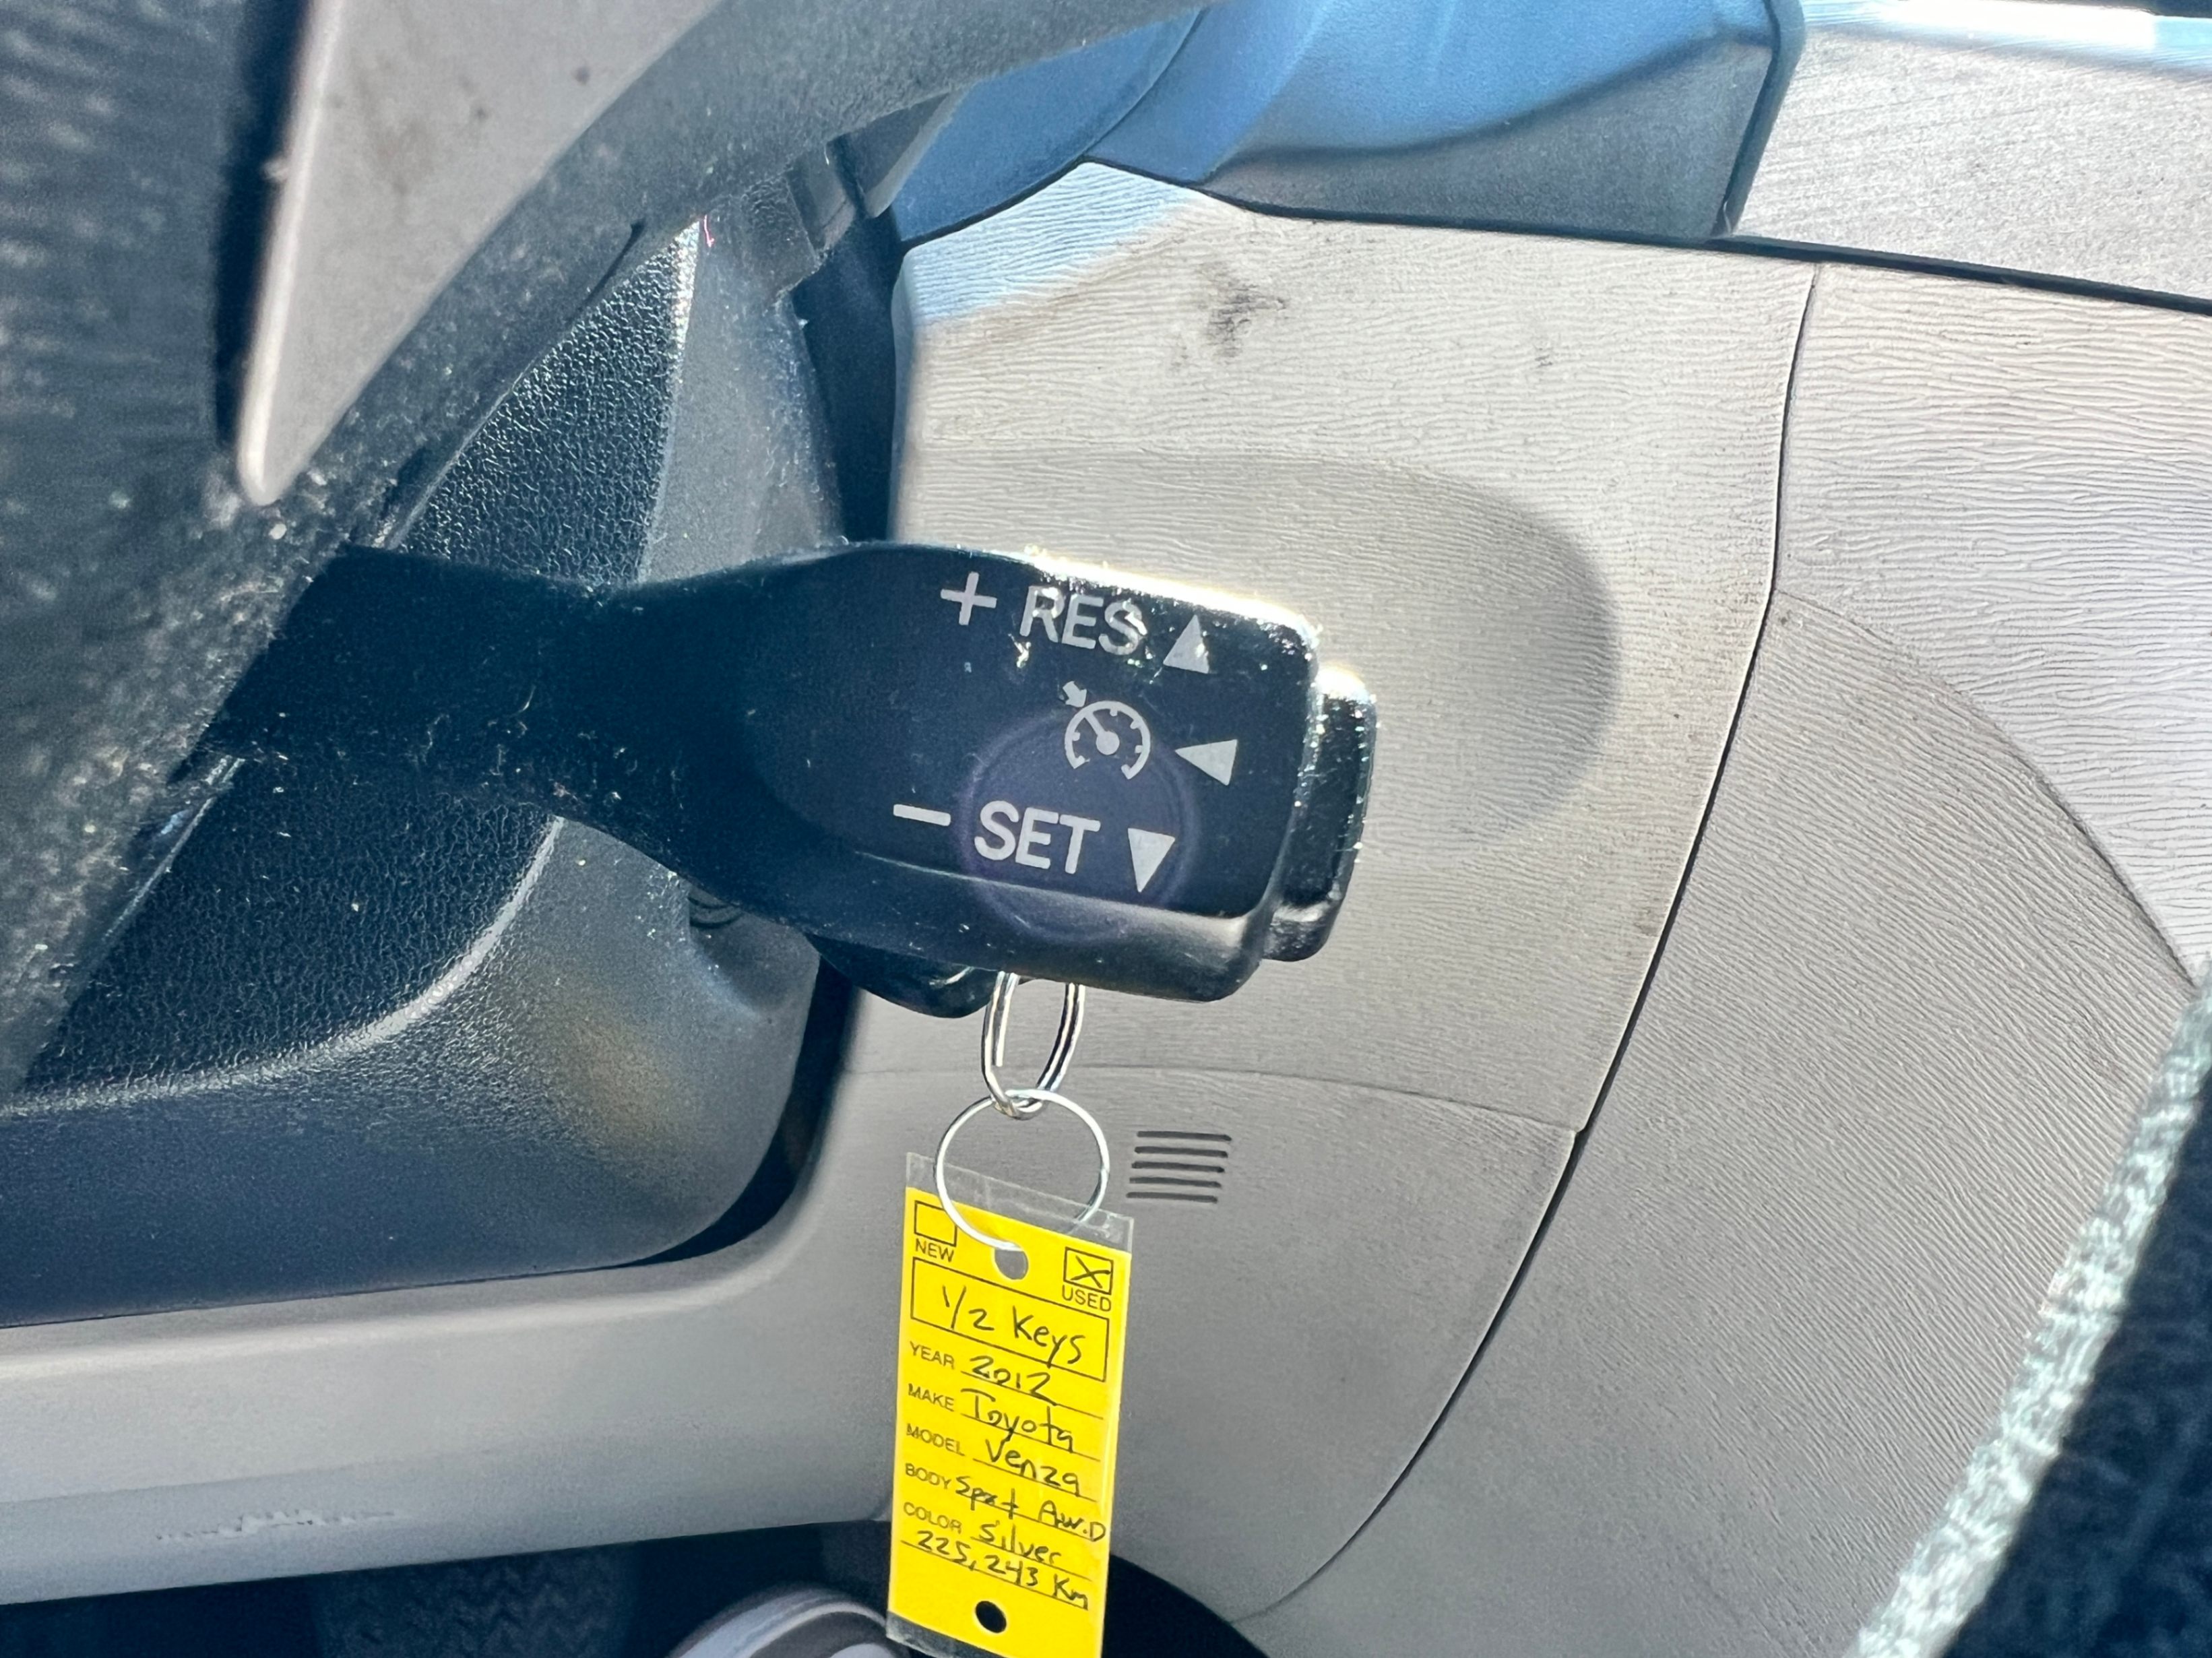 + RES ▲
◀
− SET ▼
NEW
USED
1/2 Keys
YEAR 2012
MAKE Toyota
MODEL Venza
BODY Sport Aw.D
COLOR Silver
225,243 Km